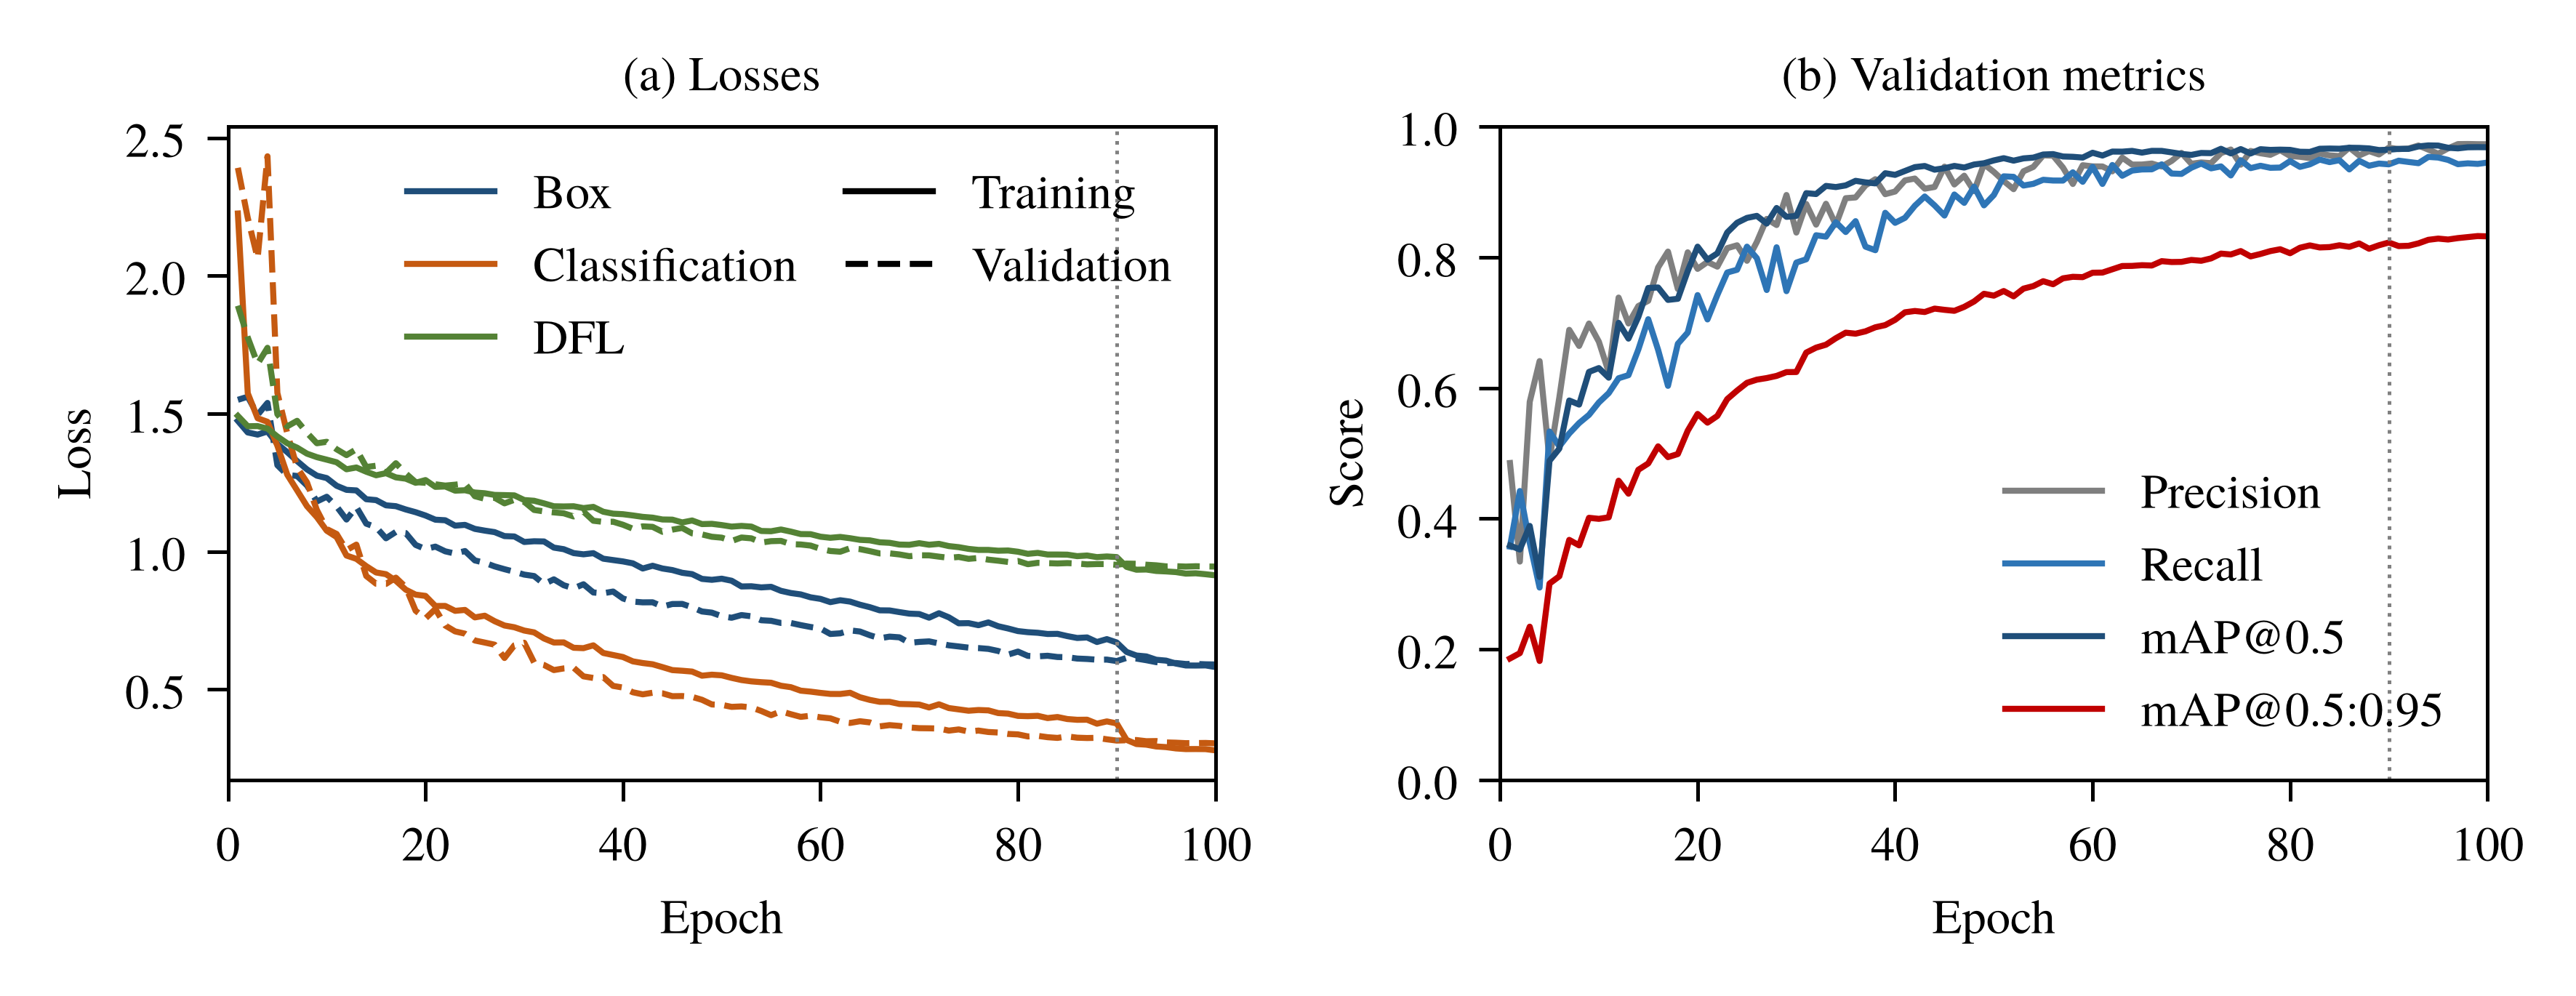 (a) Losses
2.5
2.0
1.5
1.0
0.5
Loss
Box
Classification
DFL
Training
Validation
0
20
40
60
80
100
Epoch
(b) Validation metrics
1.0
0.8
0.6
0.4
0.2
0.0
Score
Precision
Recall
mAP@0.5
mAP@0.5:0.95
0
20
40
60
80
100
Epoch